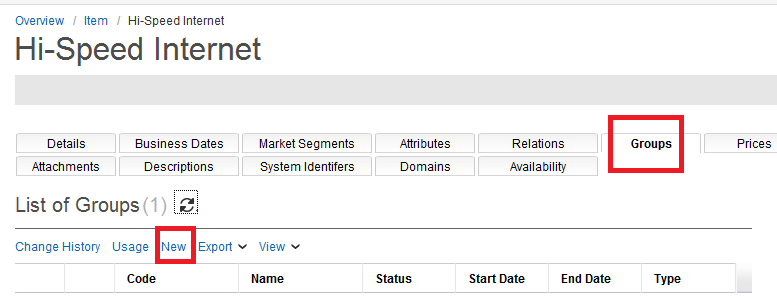 Overview / Item / Hi-Speed Internet
Hi-Speed Internet
Details Business Dates Market Segments Attributes Relations Groups Prices
Attachments Descriptions System Identifers Domains Availability
List of Groups (1)
Change History Usage New Export View
Code Name Status Start Date End Date Type